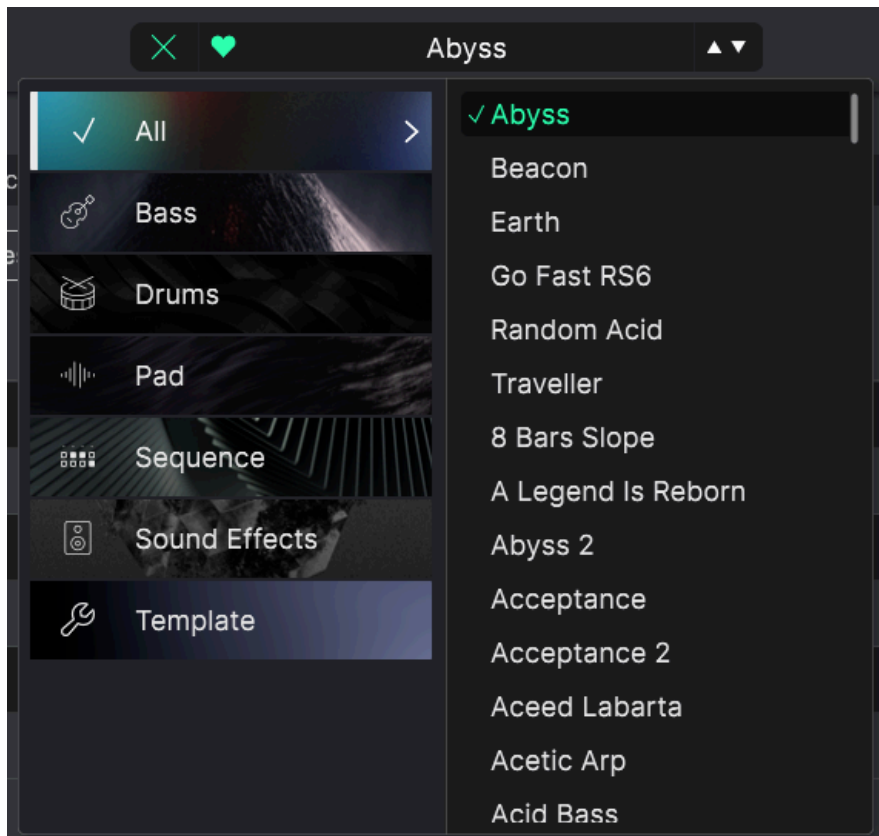 Abyss
All
Bass
Drums
Pad
Sequence
Sound Effects
Template
Abyss
Beacon
Earth
Go Fast RS6
Random Acid
Traveller
8 Bars Slope
A Legend Is Reborn
Abyss 2
Acceptance
Acceptance 2
Aceed Labarta
Acetic Arp
Acid Bass